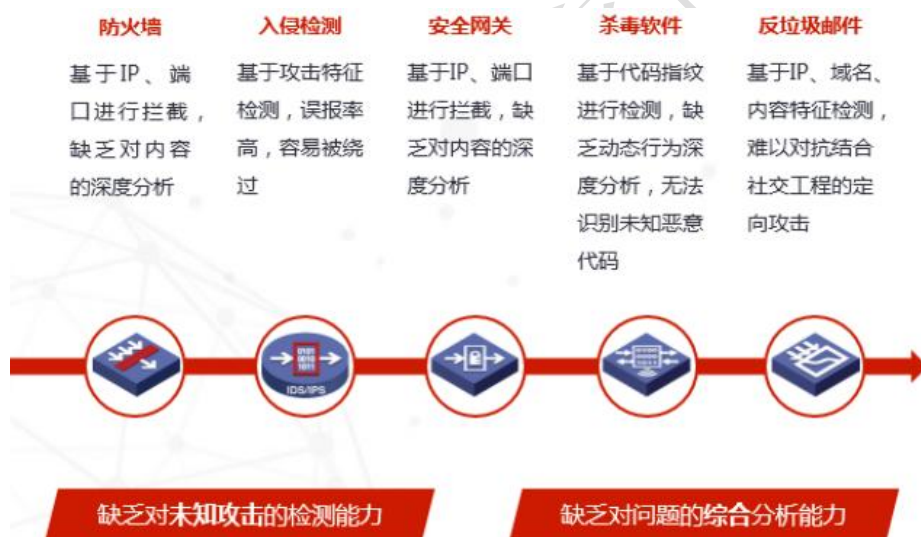 防火墙
基于IP、端
口进行拦截，
缺乏对内容
的深度分析
入侵检测
基于攻击特征
检测，误报率
高，容易被绕
过
安全网关
基于IP、端口
进行拦截，缺
乏对内容的深
度分析
杀毒软件
基于代码指纹
进行检测，缺
乏动态行为深
度分析，无法
识别未知恶意
代码
反垃圾邮件
基于IP、域名、
内容特征检测，
难以对抗结合
社交工程的定
向攻击
0101
0010
1011
IDS/IPS
缺乏对未知攻击的检测能力
缺乏对问题的综合分析能力